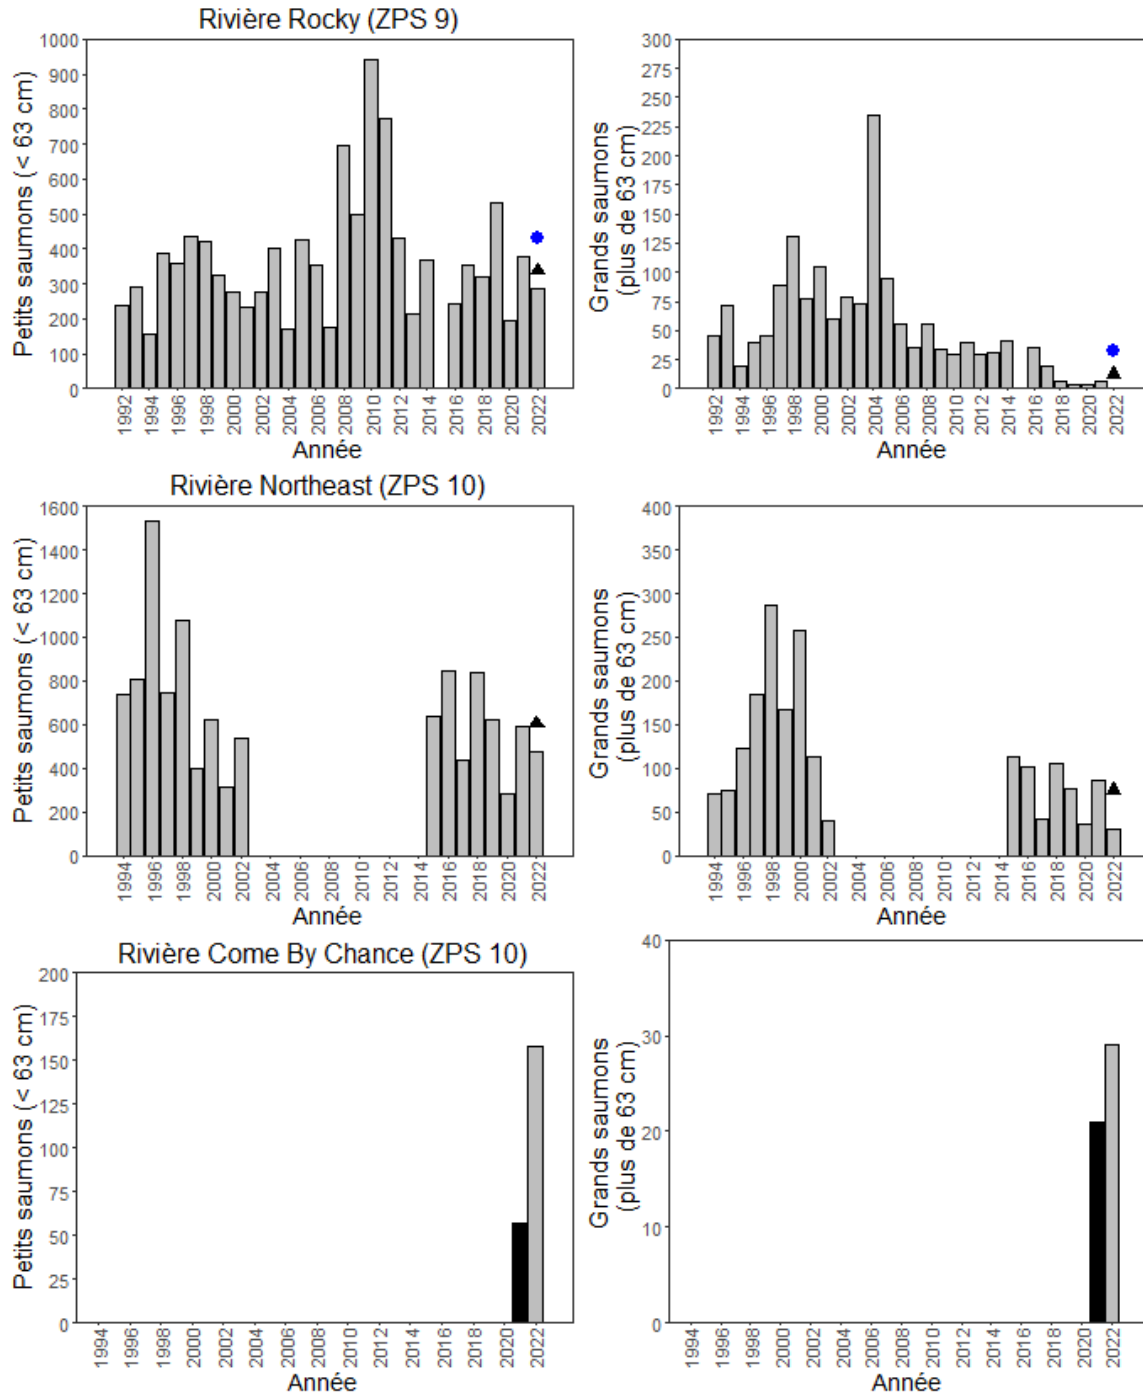 Rivière Rocky (ZPS 9)
Petits saumons (< 63 cm)
1000
900
800
700
600
500
400
300
200
100
0
1992 1994 1996 1998 2000 2002 2004 2006 2008 2010 2012 2014 2016 2018 2020 2022
Année
Grands saumons
(plus de 63 cm)
300
275
250
225
200
175
150
125
100
75
50
25
0
1992 1994 1996 1998 2000 2002 2004 2006 2008 2010 2012 2014 2016 2018 2020 2022
Année
Rivière Northeast (ZPS 10)
Petits saumons (< 63 cm)
1600
1400
1200
1000
800
600
400
200
0
1994 1996 1998 2000 2002 2004 2006 2008 2010 2012 2014 2016 2018 2020 2022
Année
Grands saumons
(plus de 63 cm)
400
350
300
250
200
150
100
50
0
1994 1996 1998 2000 2002 2004 2006 2008 2010 2012 2014 2016 2018 2020 2022
Année
Rivière Come By Chance (ZPS 10)
Petits saumons (< 63 cm)
200
175
150
125
100
75
50
25
0
1994 1996 1998 2000 2002 2004 2006 2008 2010 2012 2014 2016 2018 2020 2022
Année
Grands saumons
(plus de 63 cm)
40
30
20
10
0
1994 1996 1998 2000 2002 2004 2006 2008 2010 2012 2014 2016 2018 2020 2022
Année